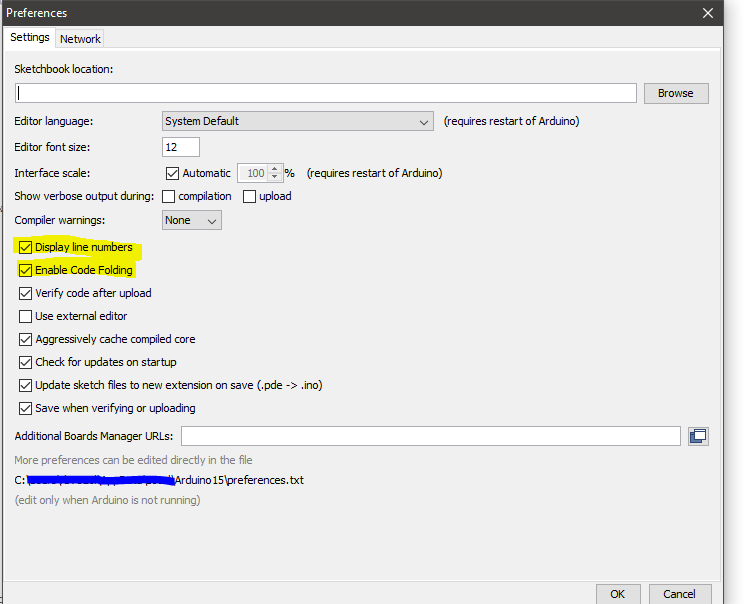 Preferences
Settings Network
Sketchbook location:
Browse
Editor language: System Default (requires restart of Arduino)
Editor font size: 12
Interface scale: Automatic 100 % (requires restart of Arduino)
Show verbose output during: compilation upload
Compiler warnings: None
Display line numbers
Enable Code Folding
Verify code after upload
Use external editor
Aggressively cache compiled core
Check for updates on startup
Update sketch files to new extension on save (.pde -> .ino)
Save when verifying or uploading
Additional Boards Manager URLs:
More preferences can be edited directly in the file
C: Arduino15\preferences.txt
(edit only when Arduino is not running)
OK Cancel